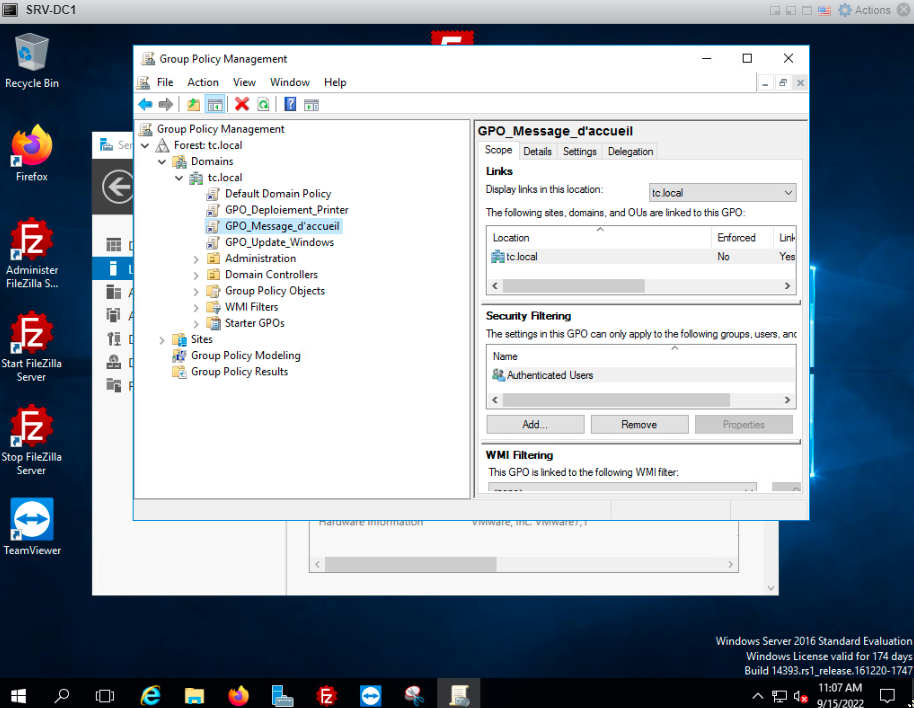 SRV-DC1
Actions
Recycle Bin
Firefox
Administer
FileZilla S...
Start FileZilla
Server
Stop FileZilla
Server
TeamViewer
Group Policy Management
File Action View Window Help
Group Policy Management
Forest: tc.local
Domains
tc.local
Default Domain Policy
GPO_Deploiement_Printer
GPO_Message_d'accueil
GPO_Update_Windows
Administration
Domain Controllers
Group Policy Objects
WMI Filters
Starter GPOs
Sites
Group Policy Modeling
Group Policy Results
GPO_Message_d'accueil
Scope Details Settings Delegation
Links
Display links in this location: tc.local
The following sites, domains, and OUs are linked to this GPO:
Location Enforced Link
tc.local No Yes
Security Filtering
The settings in this GPO can only apply to the following groups, users, and
Name
Authenticated Users
Add... Remove Properties
WMI Filtering
This GPO is linked to the following WMI filter:
Hardware information VMware, Inc. VMware7,1
Windows Server 2016 Standard Evaluation
Windows License valid for 174 days
Build 14393.rs1_release.161220-1747
11:07 AM
9/15/2022